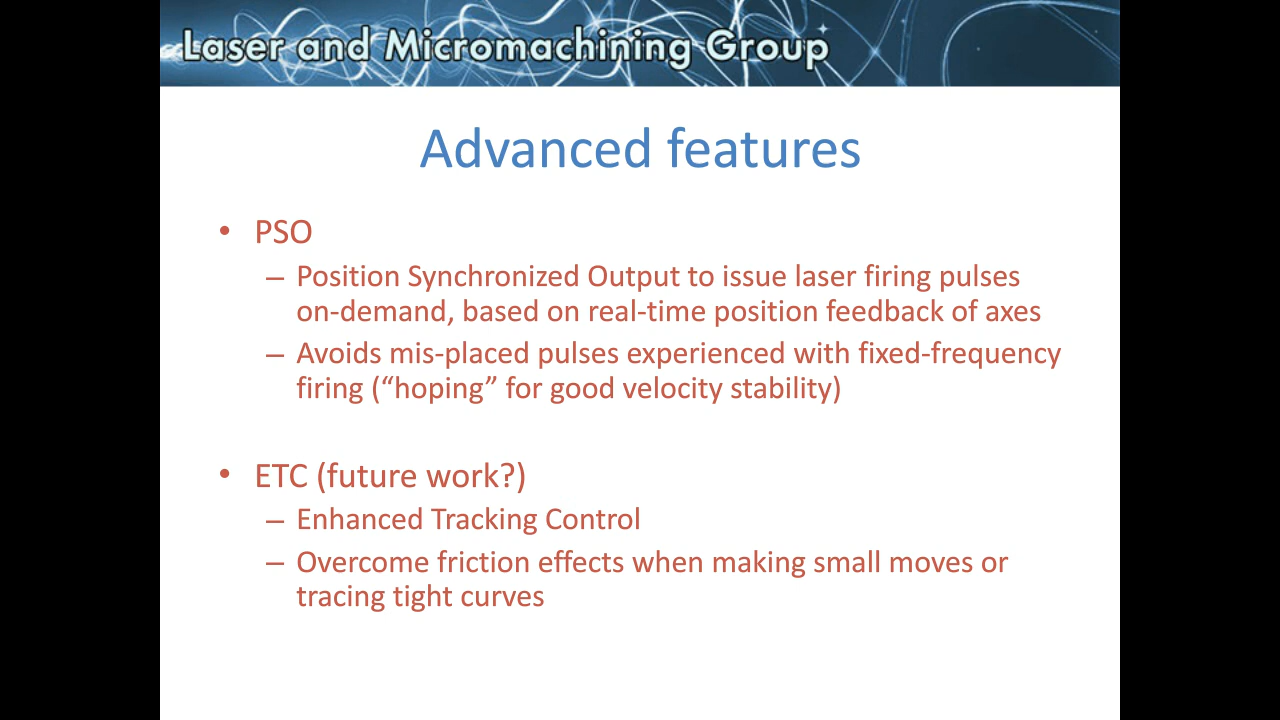 Laser and Micromachining Group
Advanced features
• PSO
– Position Synchronized Output to issue laser firing pulses
on-demand, based on real-time position feedback of axes
– Avoids mis-placed pulses experienced with fixed-frequency
firing (“hoping” for good velocity stability)
• ETC (future work?)
– Enhanced Tracking Control
– Overcome friction effects when making small moves or
tracing tight curves